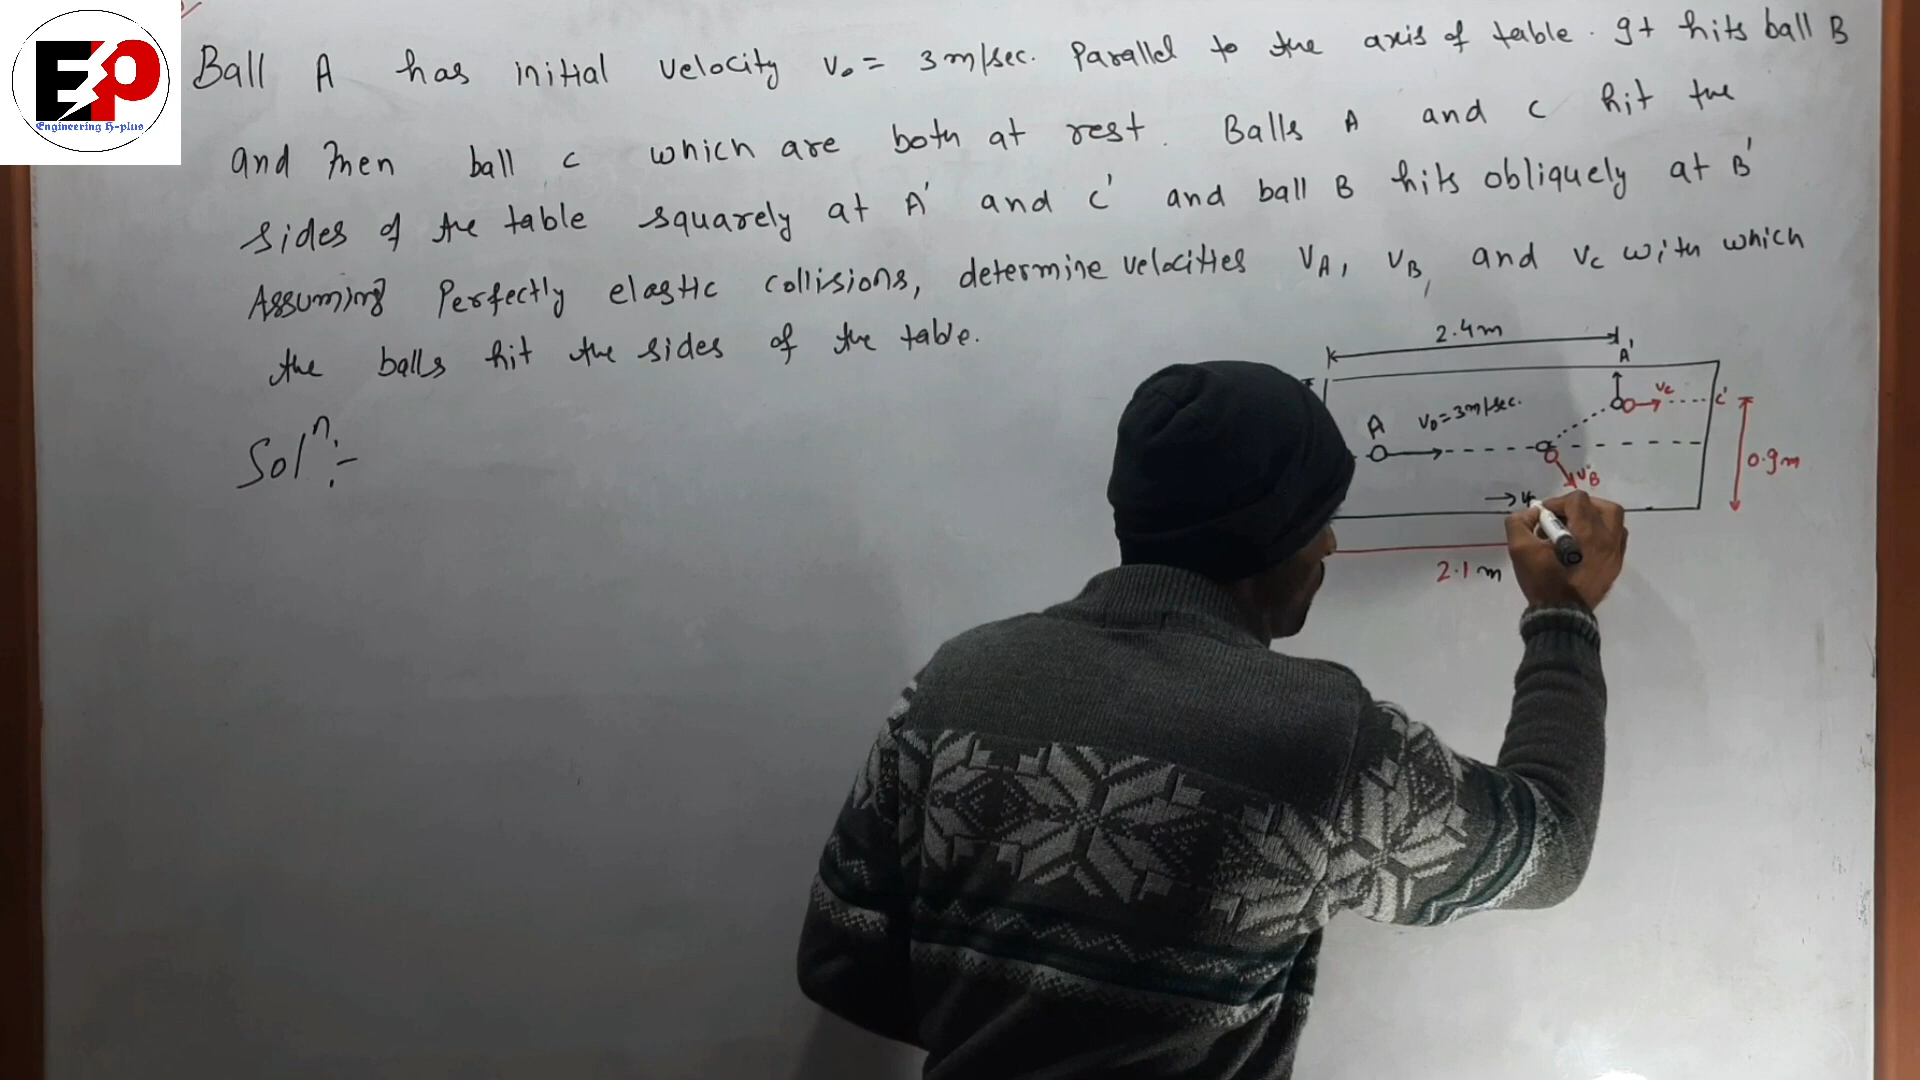 EP
Engineering H-plus
Ball A has initial velocity v₀ = 3 m/sec. Parallel to the axis of table. It hits ball B
and Then ball c which are both at rest. Balls A and c hit the
sides of the table squarely at A' and c' and ball B hits obliquely at B'
Assuming Perfectly elastic collisions, determine velocities VA, VB, and Vc with which
the balls hit the sides of the table.
Solⁿ:-
2.4m
A'
A
v₀=3m/sec.
vc
c'
v'B
0.9m
2.1 m